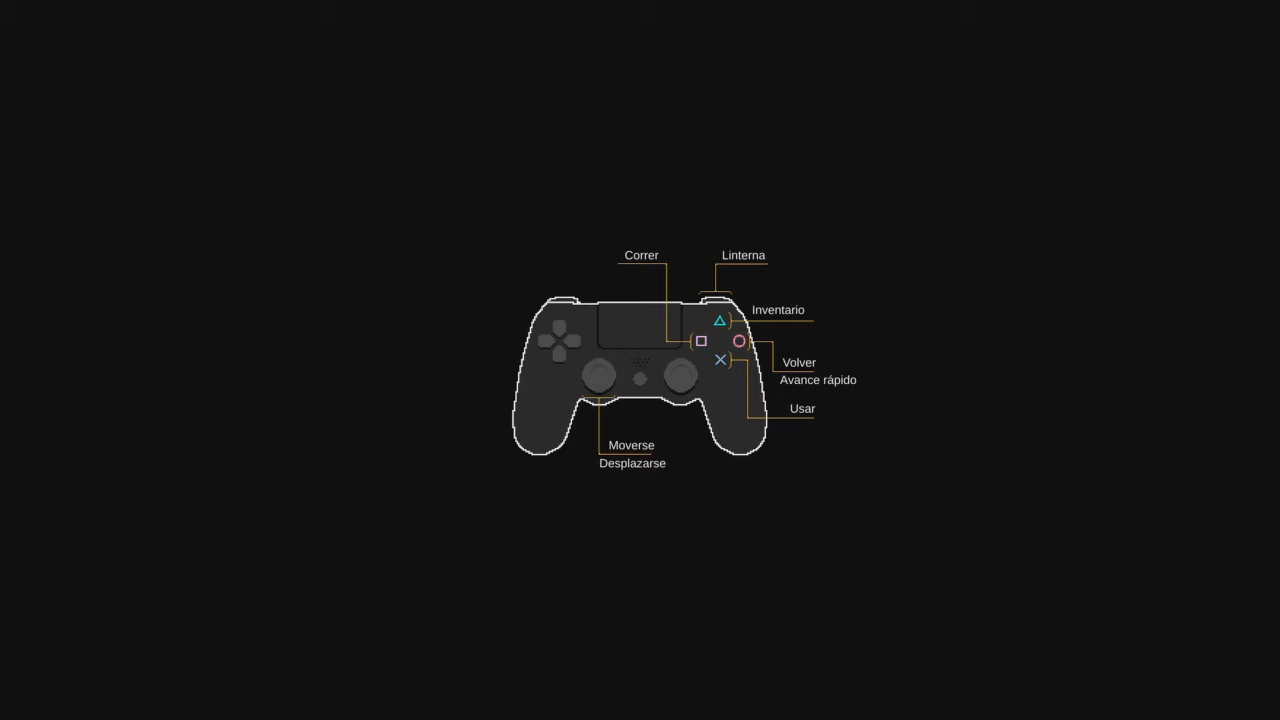 Correr
Linterna
Inventario
Volver
Avance rápido
Usar
Moverse
Desplazarse